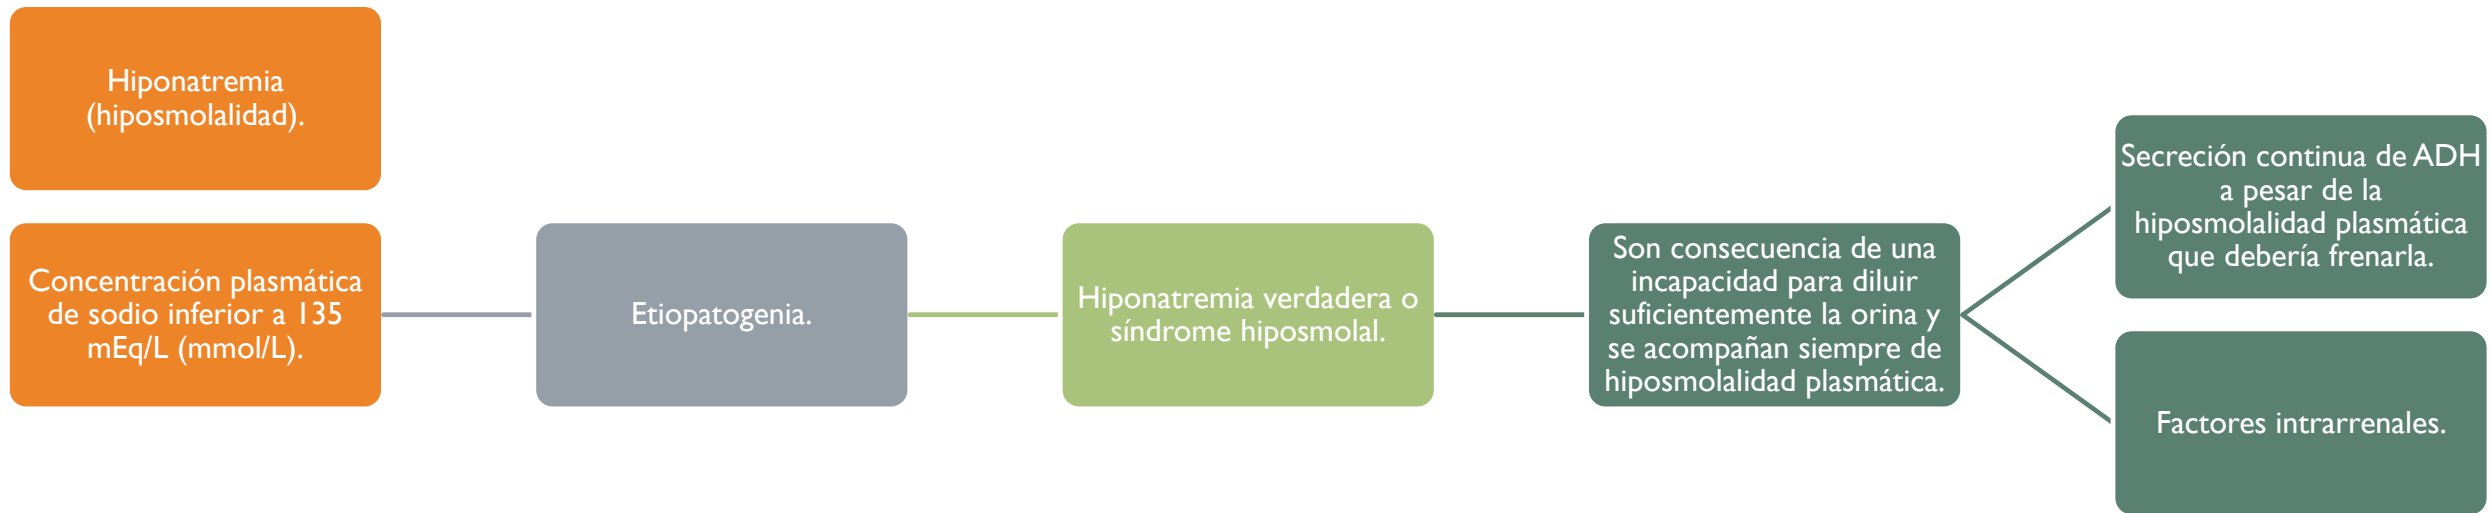 Hiponatremia
(hiposmolalidad).
Concentración plasmática
de sodio inferior a 135
mEq/L (mmol/L).
Etiopatogenia.
Hiponatremia verdadera o
síndrome hiposmolal.
Son consecuencia de una
incapacidad para diluir
suficientemente la orina y
se acompañan siempre de
hiposmolalidad plasmática.
Secreción continua de ADH
a pesar de la
hiposmolalidad plasmática
que debería frenarla.
Factores intrarrenales.